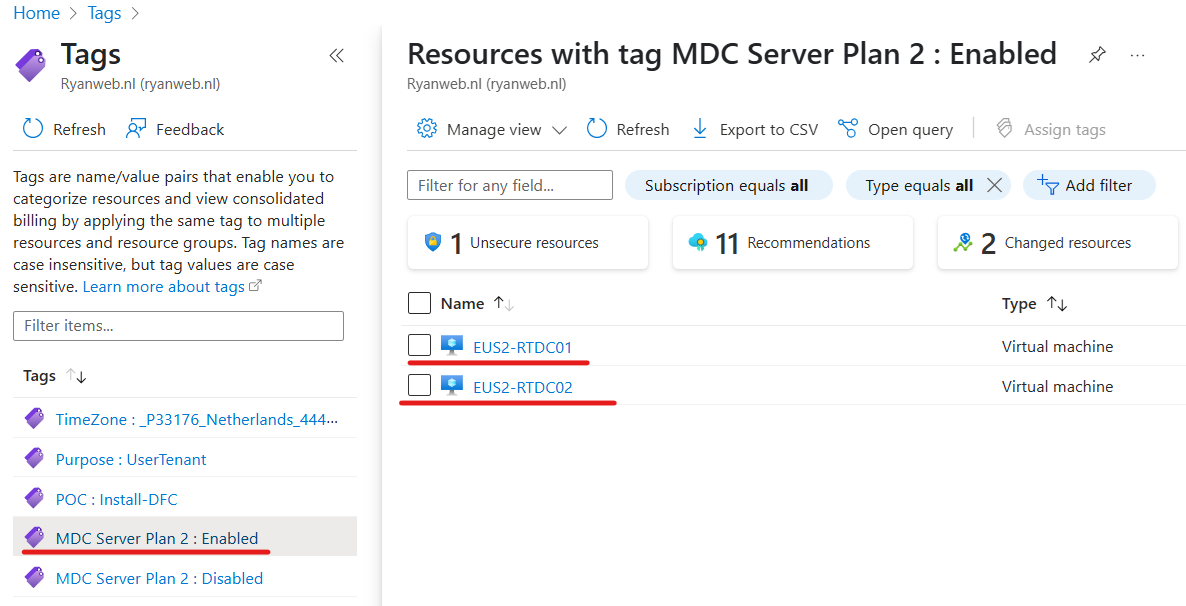 Home > Tags >
Tags
Ryanweb.nl (ryanweb.nl)
Refresh Feedback
Tags are name/value pairs that enable you to
categorize resources and view consolidated
billing by applying the same tag to multiple
resources and resource groups. Tag names are
case insensitive, but tag values are case
sensitive. Learn more about tags
Filter items...
Tags
TimeZone : _P33176_Netherlands_444...
Purpose : UserTenant
POC : Install-DFC
MDC Server Plan 2 : Enabled
MDC Server Plan 2 : Disabled
Resources with tag MDC Server Plan 2 : Enabled
Ryanweb.nl (ryanweb.nl)
Manage view Refresh Export to CSV Open query Assign tags
Filter for any field... Subscription equals all Type equals all Add filter
1 Unsecure resources 11 Recommendations 2 Changed resources
Name Type
EUS2-RTDC01 Virtual machine
EUS2-RTDC02 Virtual machine